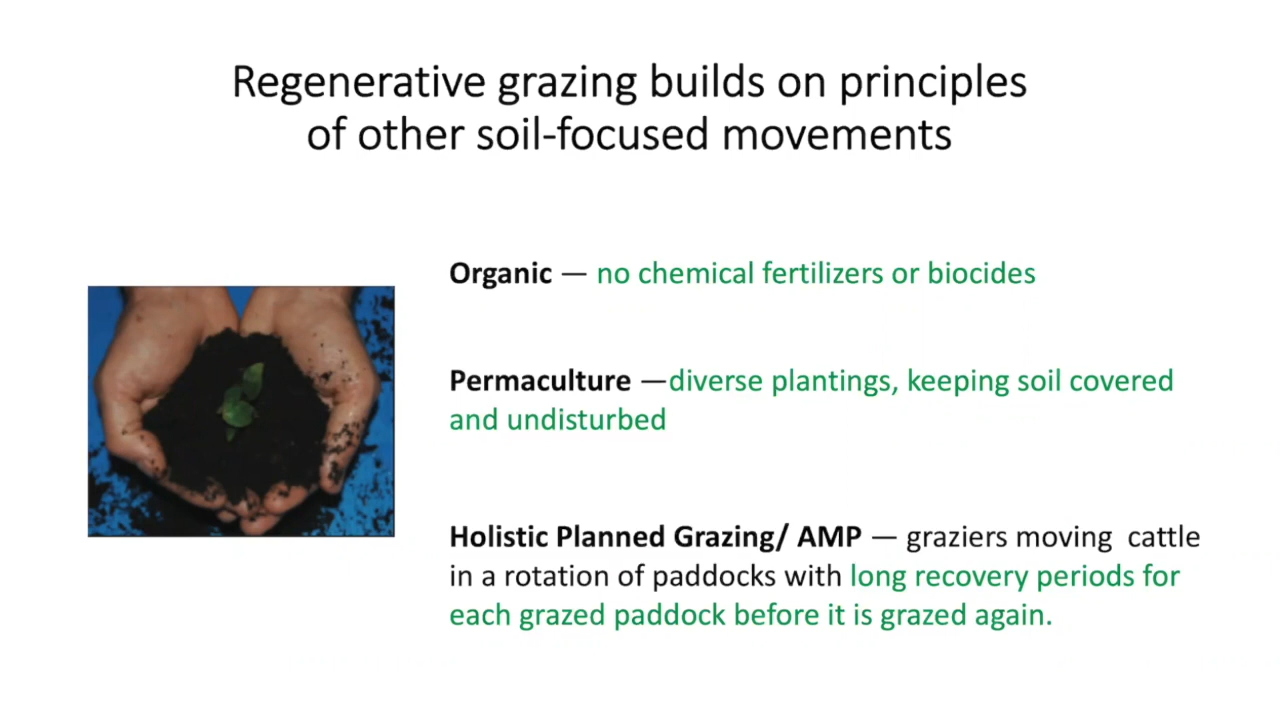 Regenerative grazing builds on principles
of other soil-focused movements
Organic — no chemical fertilizers or biocides
Permaculture —diverse plantings, keeping soil covered
and undisturbed
Holistic Planned Grazing/ AMP — graziers moving  cattle
in a rotation of paddocks with long recovery periods for
each grazed paddock before it is grazed again.